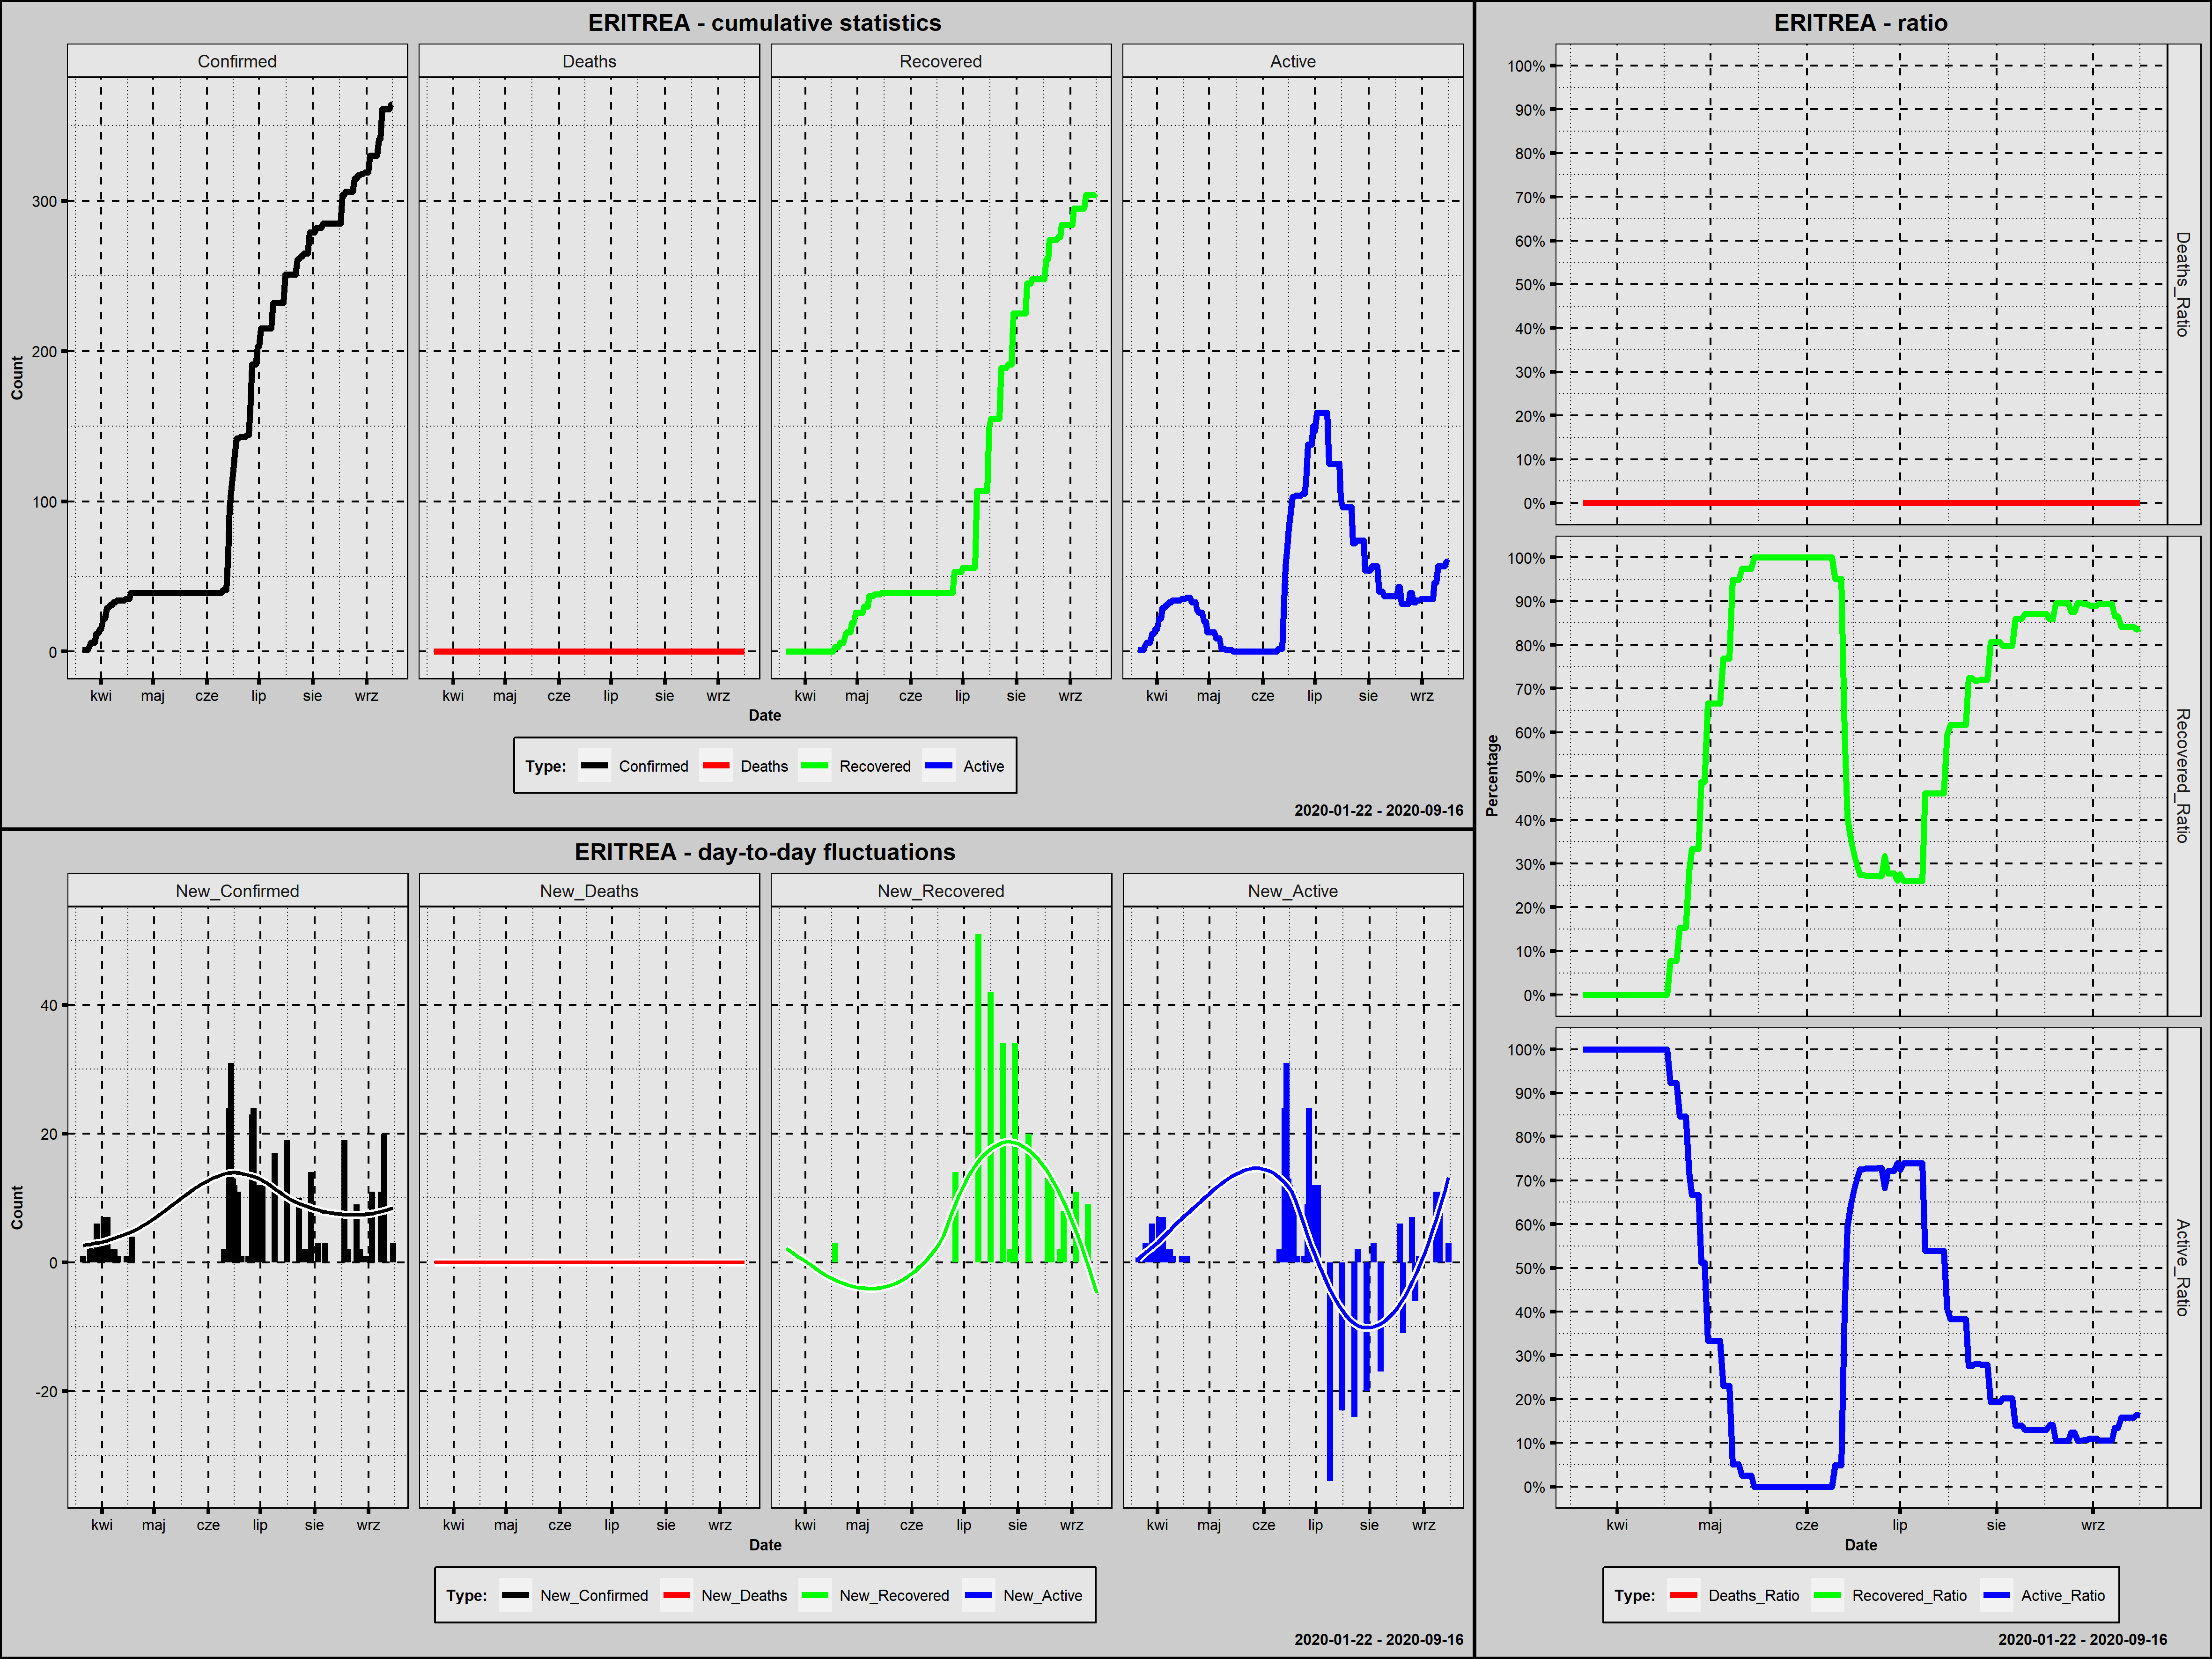 ERITREA - cumulative statistics
Confirmed Deaths Recovered Active
Count
300
200
100
0
kwi maj cze lip sie wrz kwi maj cze lip sie wrz kwi maj cze lip sie wrz kwi maj cze lip sie wrz
Date
Type: Confirmed Deaths Recovered Active
2020-01-22 - 2020-09-16
ERITREA - day-to-day fluctuations
New_Confirmed New_Deaths New_Recovered New_Active
Count
40
20
0
-20
kwi maj cze lip sie wrz kwi maj cze lip sie wrz kwi maj cze lip sie wrz kwi maj cze lip sie wrz
Date
Type: New_Confirmed New_Deaths New_Recovered New_Active
2020-01-22 - 2020-09-16
ERITREA - ratio
Percentage
100%
90%
80%
70%
60%
50%
40%
30%
20%
10%
0%
Deaths_Ratio
100%
90%
80%
70%
60%
50%
40%
30%
20%
10%
0%
Recovered_Ratio
100%
90%
80%
70%
60%
50%
40%
30%
20%
10%
0%
Active_Ratio
kwi maj cze lip sie wrz
Date
Type: Deaths_Ratio Recovered_Ratio Active_Ratio
2020-01-22 - 2020-09-16